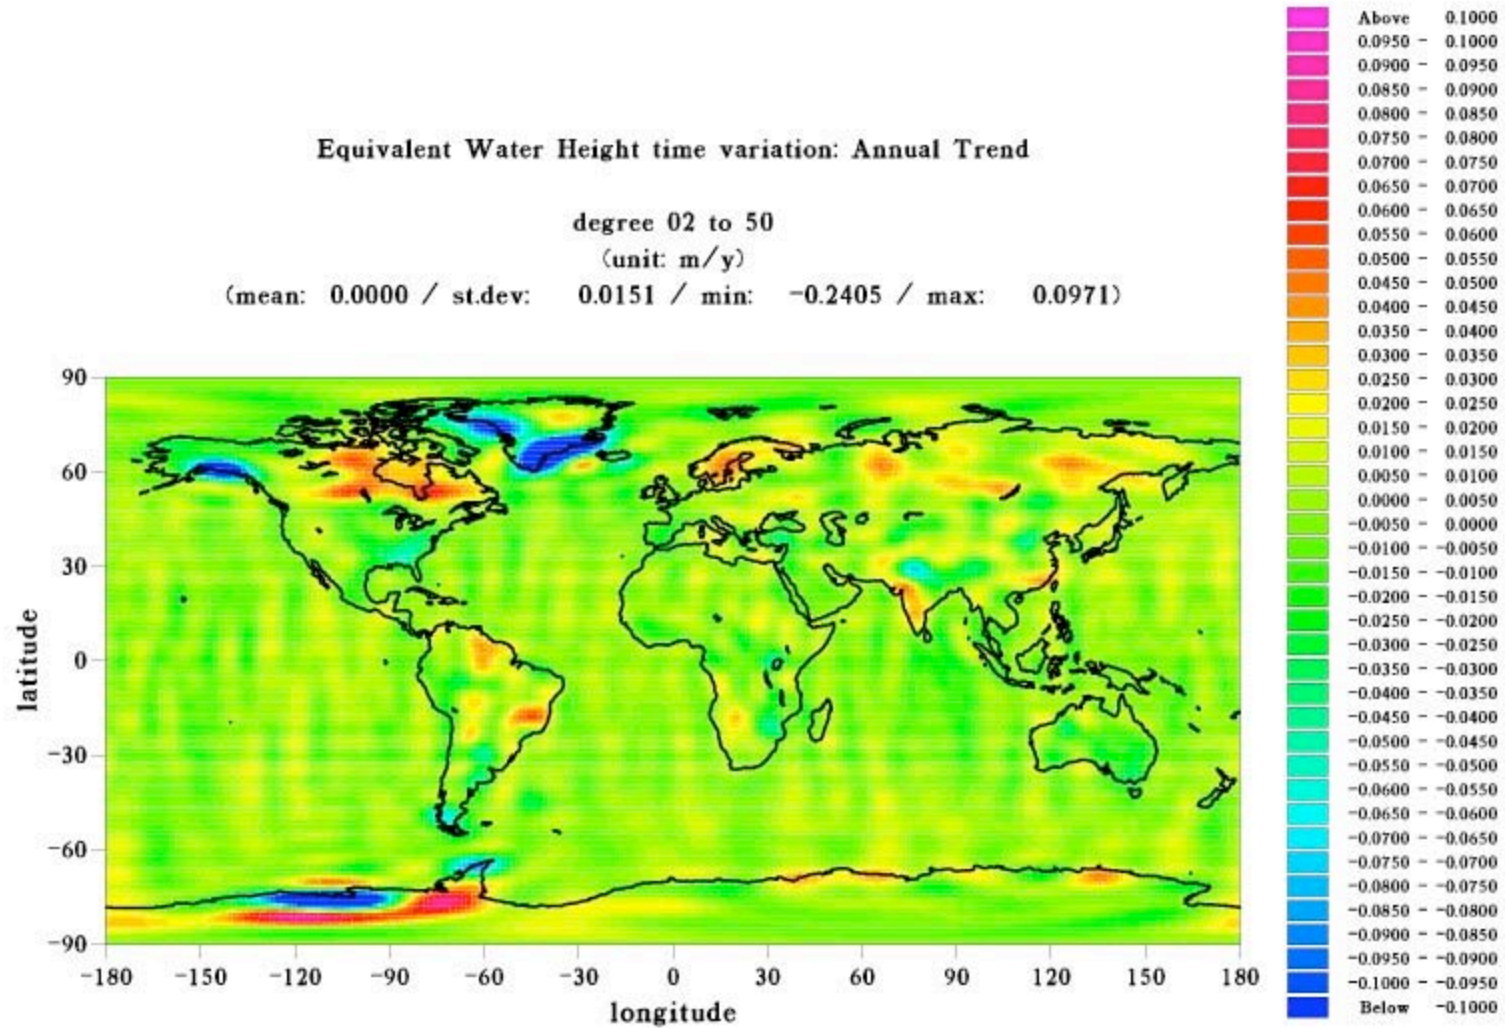 Equivalent Water Height time variation: Annual Trend
degree 02 to 50
(unit: m/y)
(mean: 0.0000 / st.dev: 0.0151 / min: -0.2405 / max: 0.0971)
90
60
30
0
-30
-60
-90
latitude
-180 -150 -120 -90 -60 -30 0 30 60 90 120 150 180
longitude
Above 0.1000
0.0950 - 0.1000
0.0900 - 0.0950
0.0850 - 0.0900
0.0800 - 0.0850
0.0750 - 0.0800
0.0700 - 0.0750
0.0650 - 0.0700
0.0600 - 0.0650
0.0550 - 0.0600
0.0500 - 0.0550
0.0450 - 0.0500
0.0400 - 0.0450
0.0350 - 0.0400
0.0300 - 0.0350
0.0250 - 0.0300
0.0200 - 0.0250
0.0150 - 0.0200
0.0100 - 0.0150
0.0050 - 0.0100
0.0000 - 0.0050
-0.0050 - 0.0000
-0.0100 - -0.0050
-0.0150 - -0.0100
-0.0200 - -0.0150
-0.0250 - -0.0200
-0.0300 - -0.0250
-0.0350 - -0.0300
-0.0400 - -0.0350
-0.0450 - -0.0400
-0.0500 - -0.0450
-0.0550 - -0.0500
-0.0600 - -0.0550
-0.0650 - -0.0600
-0.0700 - -0.0650
-0.0750 - -0.0700
-0.0800 - -0.0750
-0.0850 - -0.0800
-0.0900 - -0.0850
-0.0950 - -0.0900
-0.1000 - -0.0950
Below -0.1000